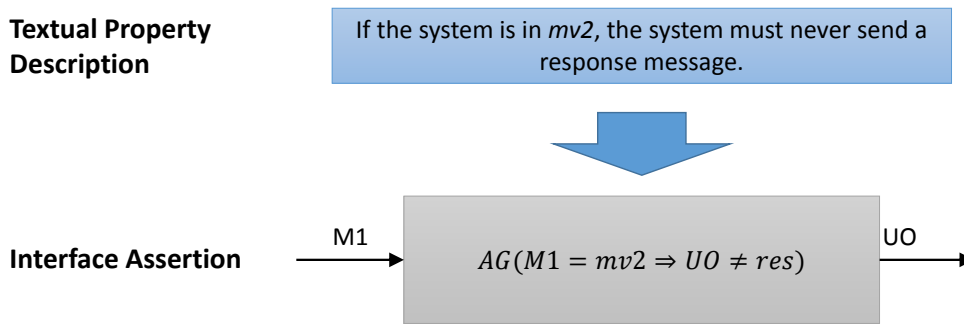 Textual Property
Description
If the system is in mv2, the system must never send a
response message.
Interface Assertion
M1
AG(M1 = mv2 ⇒ UO ≠ res)
UO